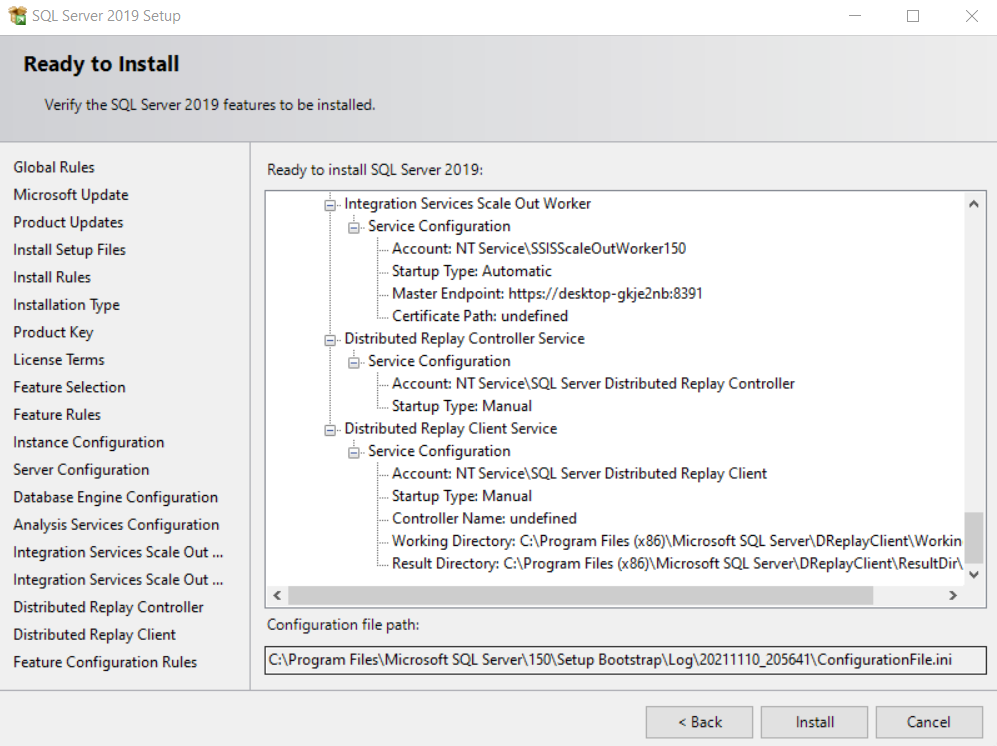 SQL Server 2019 Setup
Ready to Install
Verify the SQL Server 2019 features to be installed.
Global Rules
Microsoft Update
Product Updates
Install Setup Files
Install Rules
Installation Type
Product Key
License Terms
Feature Selection
Feature Rules
Instance Configuration
Server Configuration
Database Engine Configuration
Analysis Services Configuration
Integration Services Scale Out ...
Integration Services Scale Out ...
Distributed Replay Controller
Distributed Replay Client
Feature Configuration Rules
Ready to install SQL Server 2019:
Integration Services Scale Out Worker
Service Configuration
Account: NT Service\SSISScaleOutWorker150
Startup Type: Automatic
Master Endpoint: https://desktop-gkje2nb:8391
Certificate Path: undefined
Distributed Replay Controller Service
Service Configuration
Account: NT Service\SQL Server Distributed Replay Controller
Startup Type: Manual
Distributed Replay Client Service
Service Configuration
Account: NT Service\SQL Server Distributed Replay Client
Startup Type: Manual
Controller Name: undefined
Working Directory: C:\Program Files (x86)\Microsoft SQL Server\DReplayClient\Workin
Result Directory: C:\Program Files (x86)\Microsoft SQL Server\DReplayClient\ResultDir\
Configuration file path:
C:\Program Files\Microsoft SQL Server\150\Setup Bootstrap\Log\20211110_205641\ConfigurationFile.ini
< Back
Install
Cancel